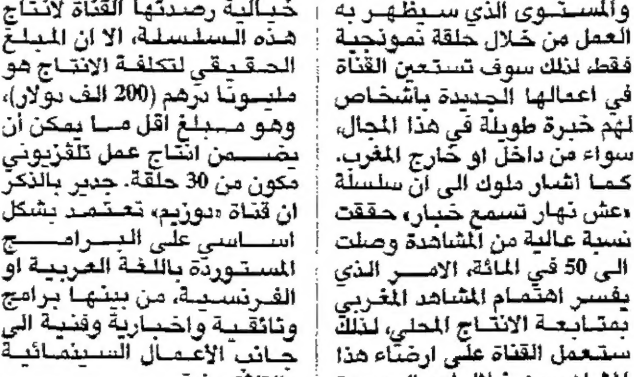 والمستوى الذي سيظهر به
العمل من خلال حلقة نموذجية
فقط، لذلك سوف تستعين القناة
في اعمالها الجديدة باشخاص
لهم خبرة طويلة في هذا المجال،
سواء من داخل او خارج المغرب.
كما أشار ملوك الى ان سلسلة
«عش نهار تسمع خبار» حققت
نسبة عالية من المشاهدة وصلت
الى 50 في المائة، الامر الذي
يفسر اهتمام المشاهد المغربي
بمتابعة الانتاج المحلي، لذلك
ستعمل القناة على ارضاء هذا
خيالية رصدتها القناة لانتاج
هذه السلسلة، الا ان المبلغ
الحقيقي لتكلفة الانتاج هو
مليونا درهم (200 الف دولار)،
وهو مبلغ اقل ما يمكن أن
يضمن انتاج عمل تلفزيوني
مكون من 30 حلقة. جدير بالذكر
ان قناة «دوزيم» تعتمد بشكل
اساسي على البرامج
المستوردة باللغة العربية او
الفرنسية، من بينها برامج
وثائقية واخبارية وفنية الى
جانب الأعمال السينمائية